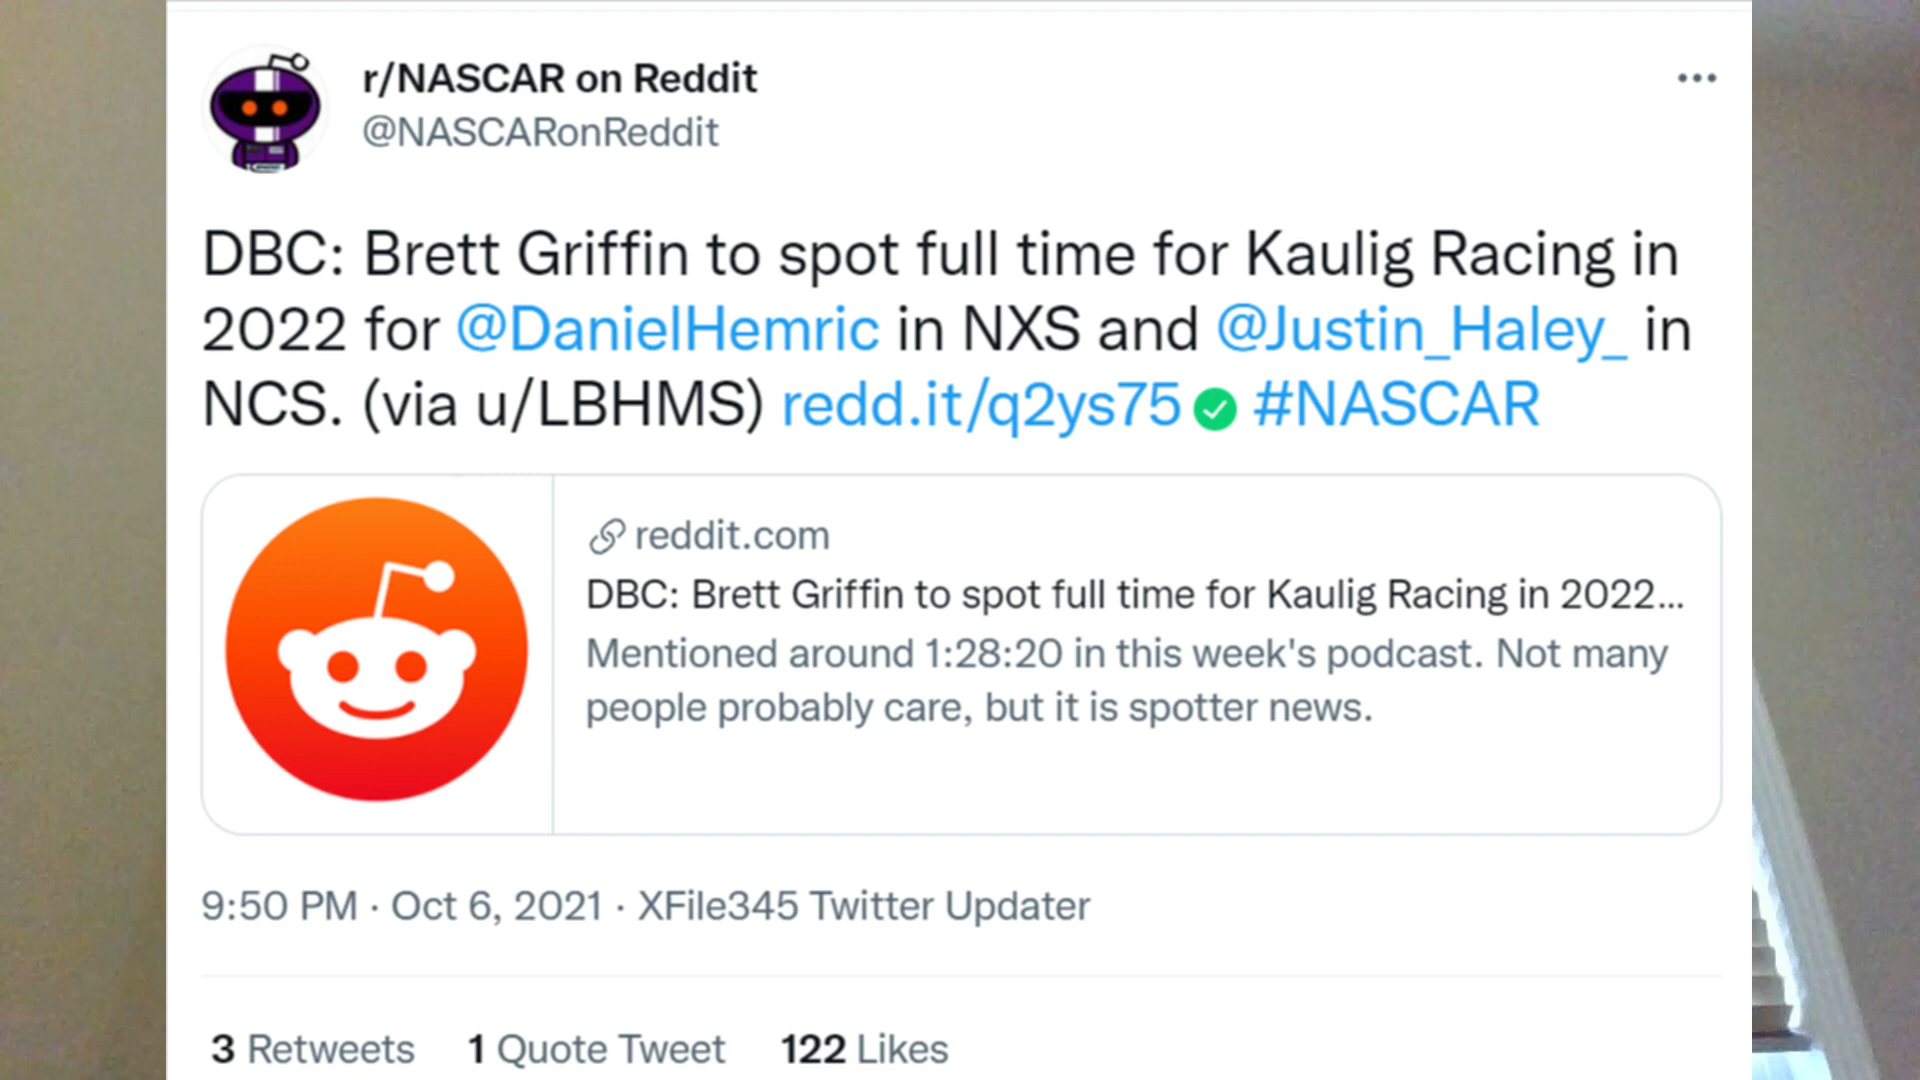 r/NASCAR on Reddit
@NASCARonReddit
DBC: Brett Griffin to spot full time for Kaulig Racing in
2022 for @DanielHemric in NXS and @Justin_Haley_ in
NCS. (via u/LBHMS) redd.it/q2ys75 #NASCAR
reddit.com
DBC: Brett Griffin to spot full time for Kaulig Racing in 2022...
Mentioned around 1:28:20 in this week's podcast. Not many
people probably care, but it is spotter news.
9:50 PM · Oct 6, 2021 · XFile345 Twitter Updater
3 Retweets 1 Quote Tweet 122 Likes